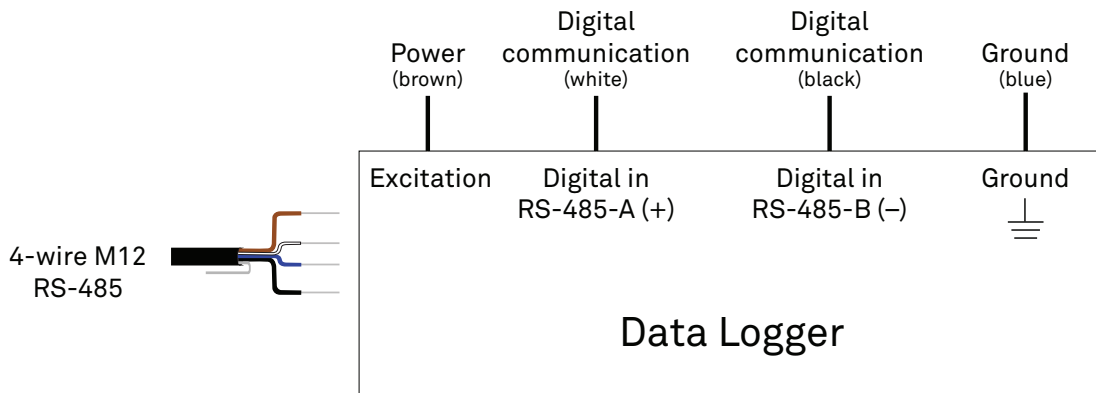 Power
(brown)
Digital
communication
(white)
Digital
communication
(black)
Ground
(blue)
Excitation
Digital in
RS-485-A (+)
Digital in
RS-485-B (–)
Ground
4-wire M12
RS-485
Data Logger